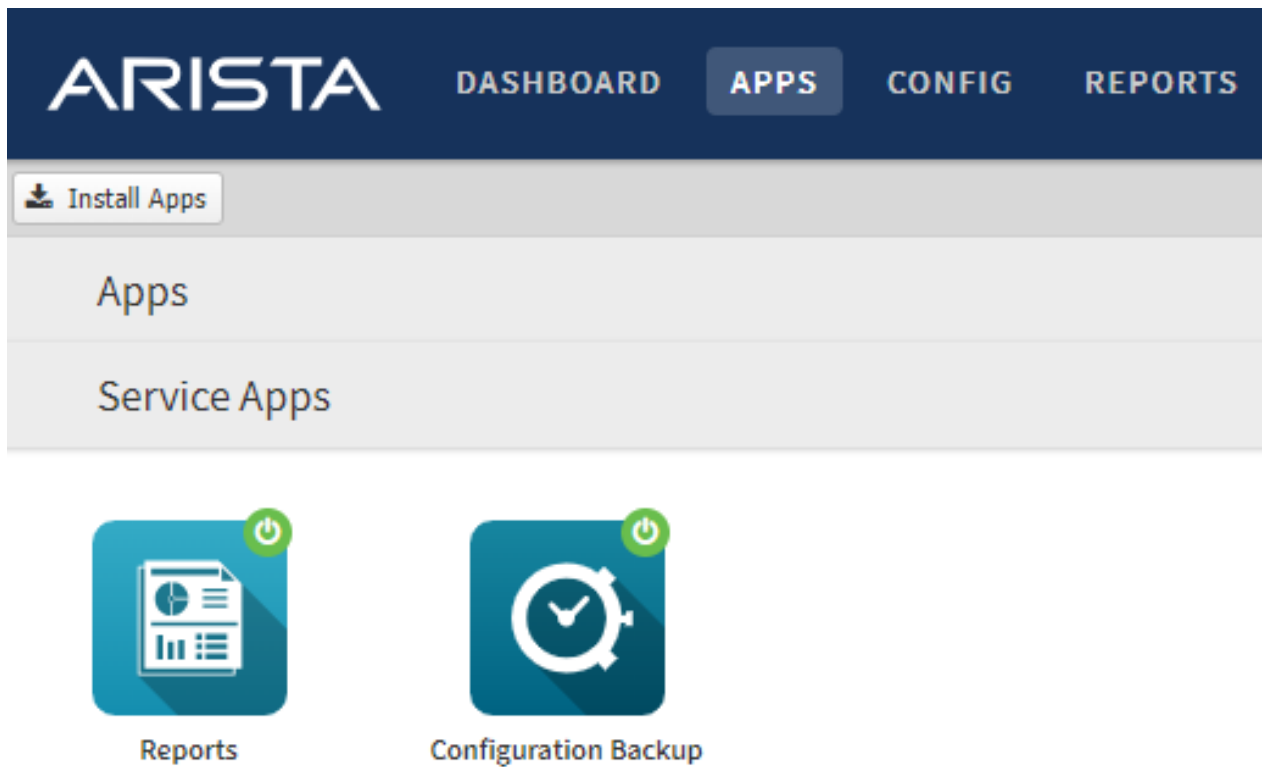 ARISTA DASHBOARD APPS CONFIG REPORTS
Install Apps
Apps
Service Apps
Reports Configuration Backup